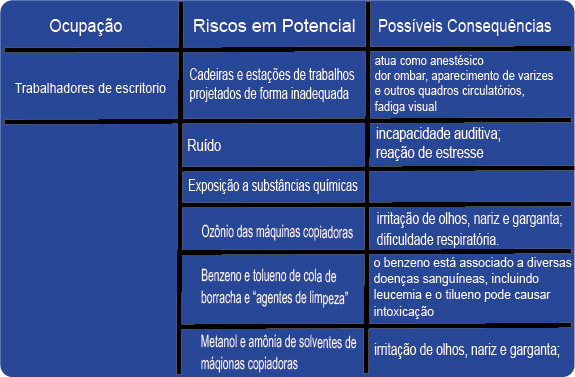 Ocupação
Riscos em Potencial
Possíveis Consequências
Trabalhadores de escritorio
Cadeiras e estações de trabalhos
projetados de forma inadequada
atua como anestésico
dor ombar, aparecimento de varizes
e outros quadros circulatórios,
fadiga visual
Ruído
incapacidade auditiva;
reação de estresse
Exposição a substâncias químicas
Ozônio das máquinas copiadoras
irritação de olhos, nariz e garganta;
dificuldade respiratória.
Benzeno e tolueno de cola de
borracha e “agentes de limpeza”
o benzeno está associado a diversas
doenças sanguíneas, incluindo
leucemia e o tilueno pode causar
intoxicação
Metanol e amônia de solventes de
máqionas copiadoras
irritação de olhos, nariz e garganta;